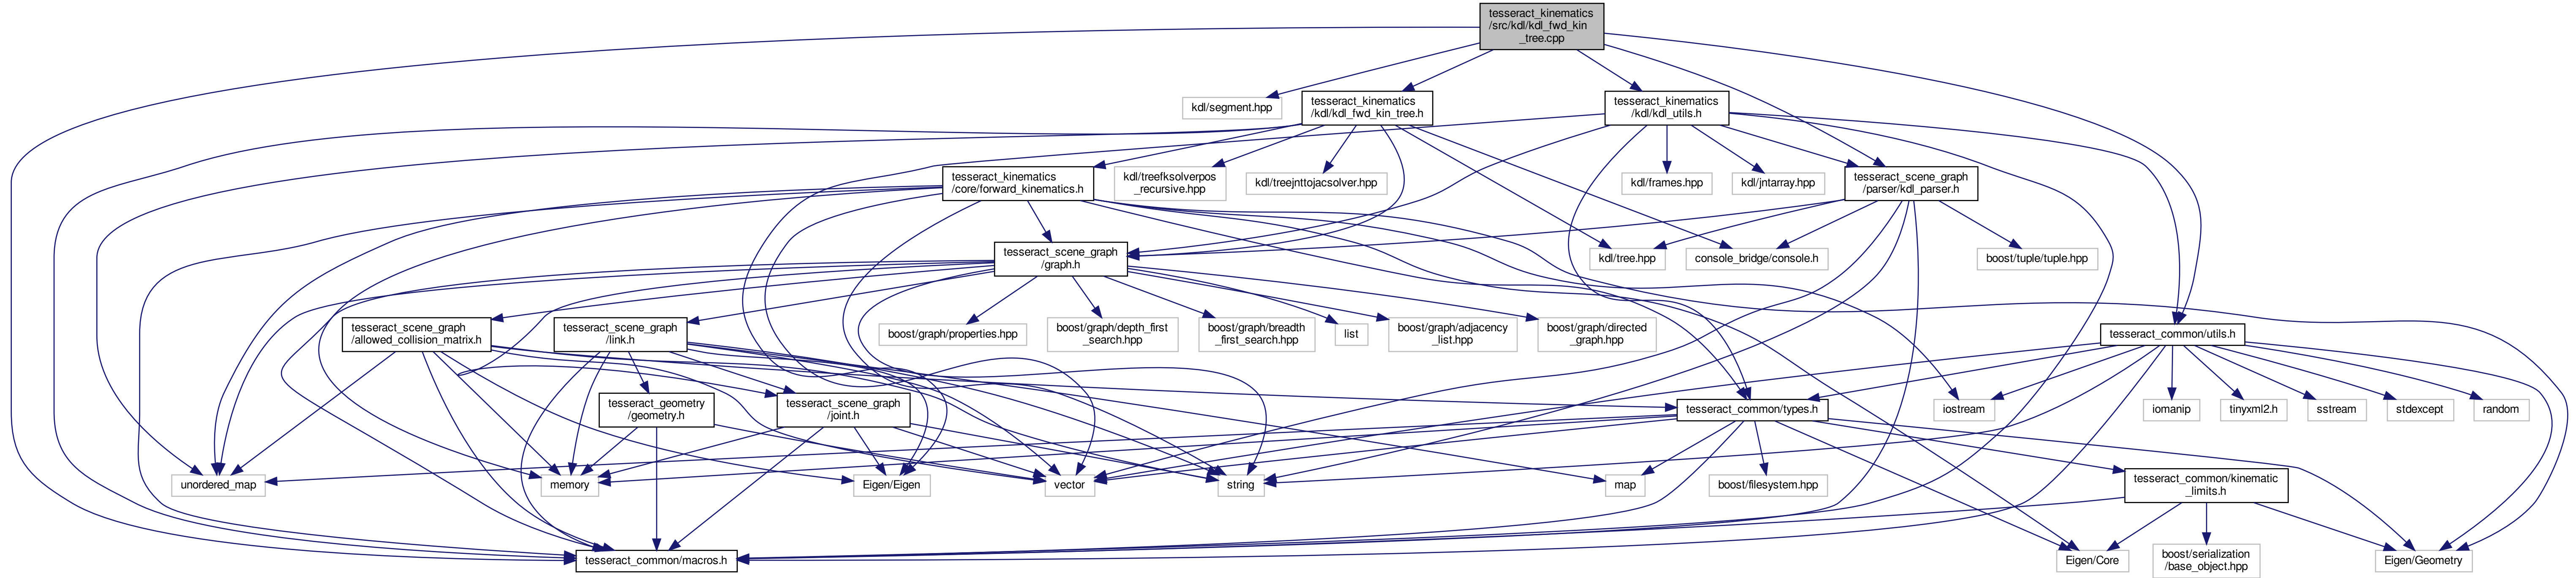 tesseract_kinematics
/src/kdl/kdl_fwd_kin
_tree.cpp
kdl/segment.hpp
tesseract_kinematics
/kdl/kdl_fwd_kin_tree.h
tesseract_kinematics
/kdl/kdl_utils.h
tesseract_kinematics
/core/forward_kinematics.h
kdl/treefksolverpos
_recursive.hpp
kdl/treejnttojacsolver.hpp
kdl/frames.hpp
kdl/jntarray.hpp
tesseract_scene_graph
/parser/kdl_parser.h
tesseract_scene_graph
/graph.h
kdl/tree.hpp
console_bridge/console.h
boost/tuple/tuple.hpp
tesseract_scene_graph
/allowed_collision_matrix.h
tesseract_scene_graph
/link.h
boost/graph/properties.hpp
boost/graph/depth_first
_search.hpp
boost/graph/breadth
_first_search.hpp
list
boost/graph/adjacency
_list.hpp
boost/graph/directed
_graph.hpp
tesseract_common/utils.h
tesseract_geometry
/geometry.h
tesseract_scene_graph
/joint.h
tesseract_common/types.h
iostream
iomanip
tinyxml2.h
sstream
stdexcept
random
unordered_map
memory
Eigen/Eigen
vector
string
map
boost/filesystem.hpp
tesseract_common/kinematic
_limits.h
tesseract_common/macros.h
Eigen/Core
boost/serialization
/base_object.hpp
Eigen/Geometry